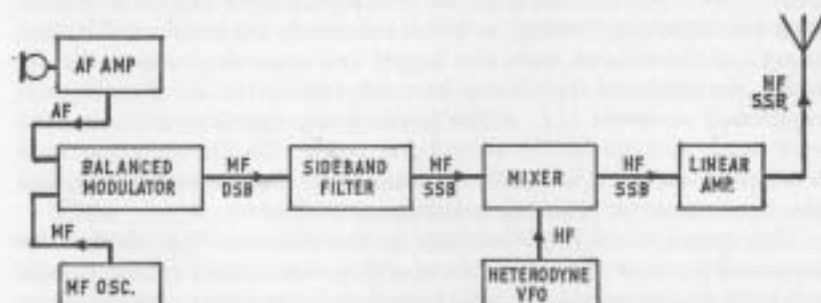 AF AMP
AF
BALANCED
MODULATOR
MF
MF OSC.
MF
DSB
SIDEBAND
FILTER
MF
SSB
MIXER
HF
HETERODYNE
VFO
HF
SSB
LINEAR
AMP.
HF
SSB